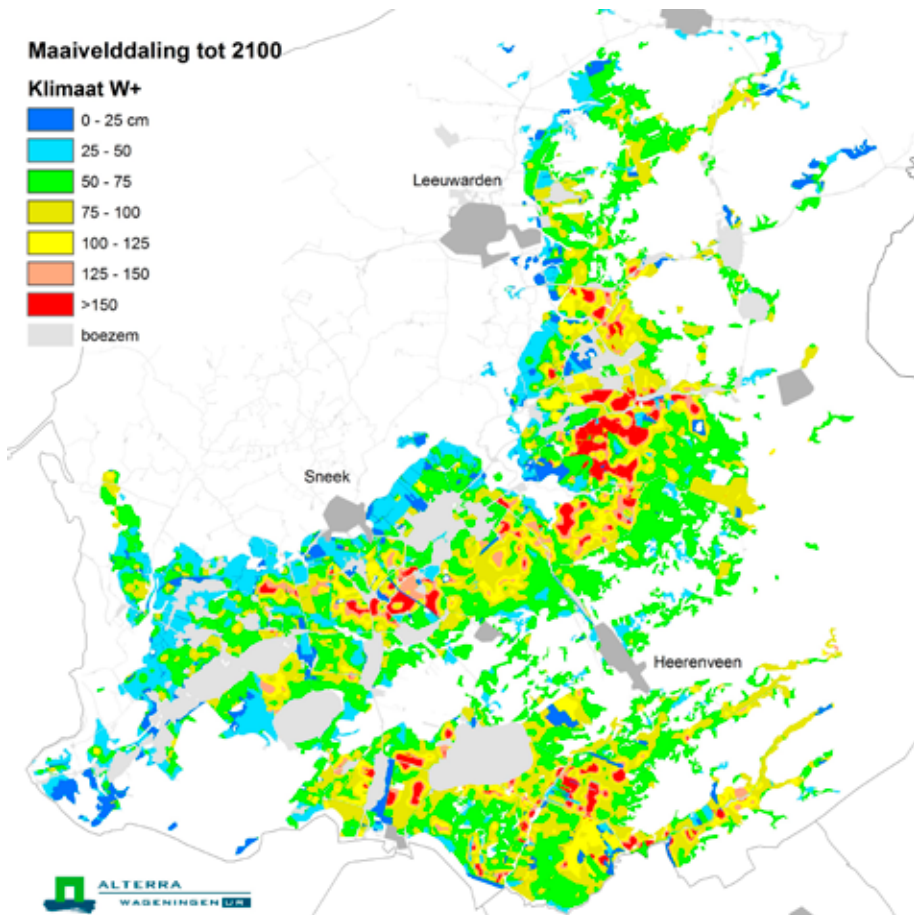 Maaivelddaling tot 2100
Klimaat W+
0 - 25 cm
25 - 50
50 - 75
75 - 100
100 - 125
125 - 150
>150
boezem
Leeuwarden
Sneek
Heerenveen
ALTERRA
WAGENINGEN UR